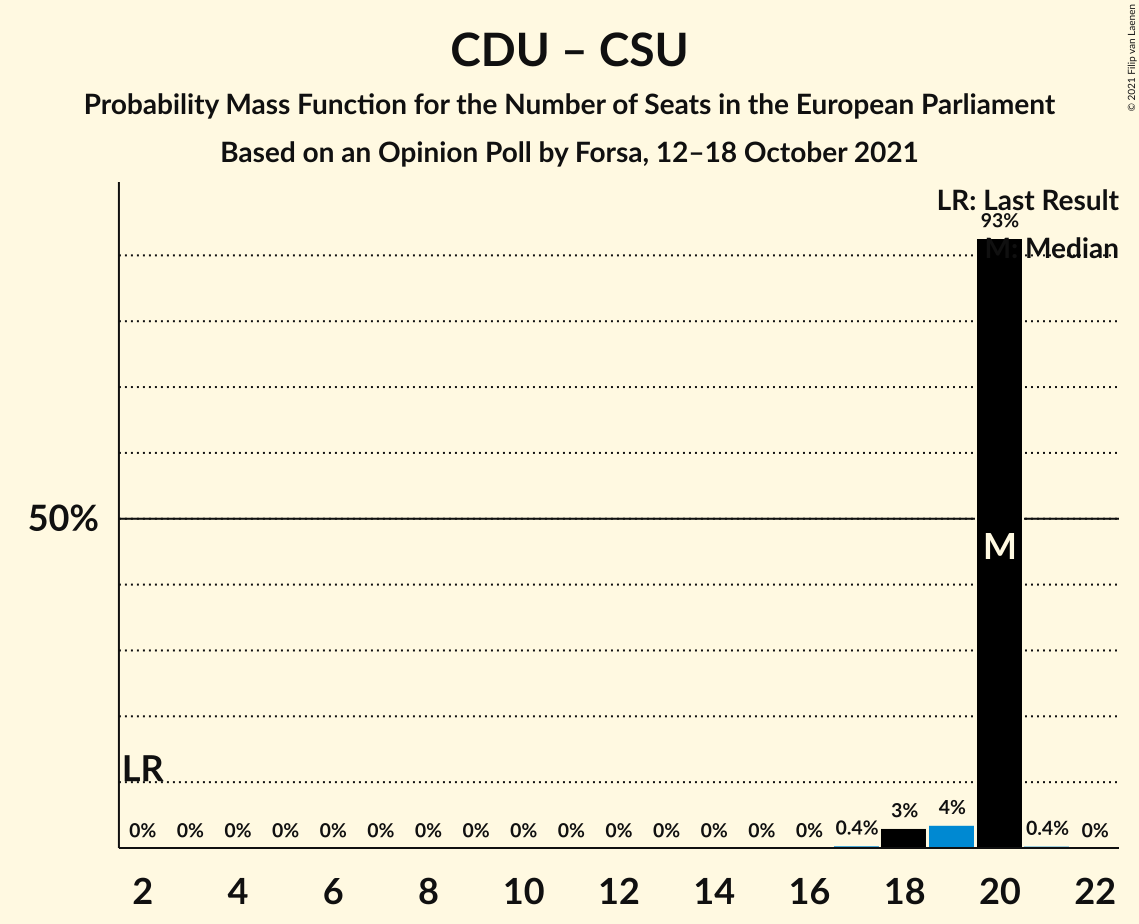 CDU – CSU
Probability Mass Function for the Number of Seats in the European Parliament
Based on an Opinion Poll by Forsa, 12–18 October 2021
© 2021 Filip van Laenen
LR: Last Result
93%
M: Median
50%
M
LR
0% 0% 0% 0% 0% 0% 0% 0% 0% 0% 0% 0% 0% 0% 0% 0.4% 3% 4% 0.4% 0%
2 4 6 8 10 12 14 16 18 20 22